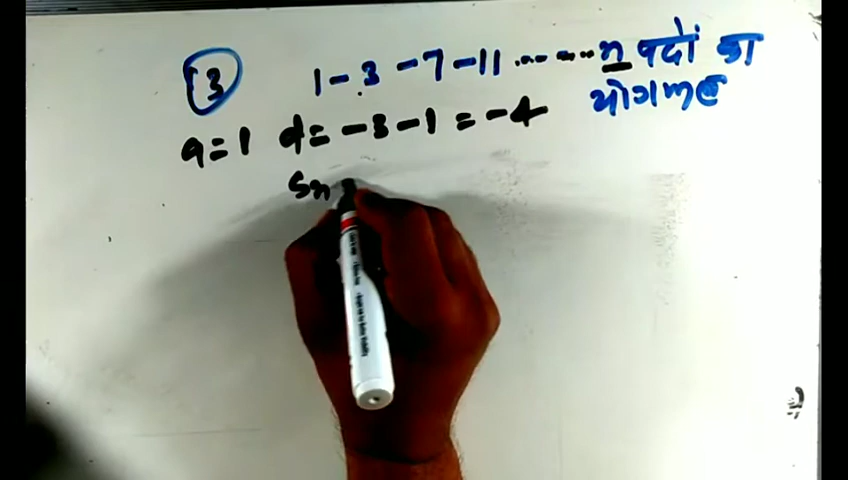 13 1 - 3 - 7 - 11 ........ n पदों का
योगफल
a = 1 d = -3 - 1 = -4
Sn